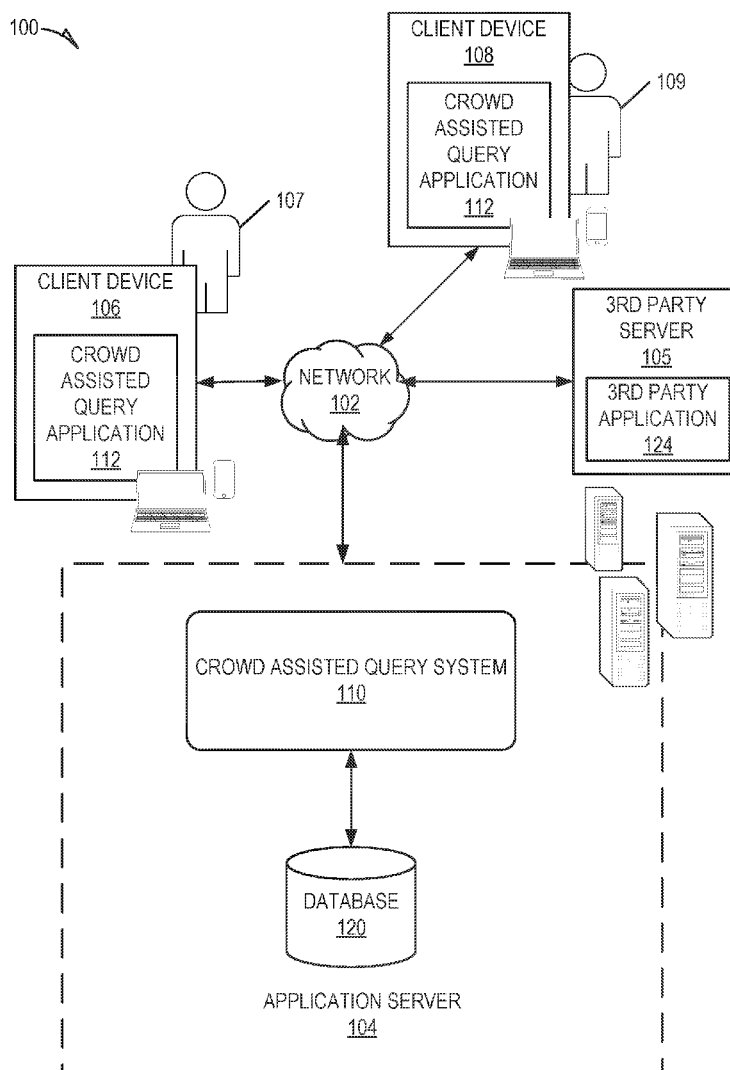 100
CLIENT DEVICE
108
CROWD
ASSISTED
QUERY
APPLICATION
112
109
107
CLIENT DEVICE
106
CROWD
ASSISTED
QUERY
APPLICATION
112
NETWORK
102
3RD PARTY
SERVER
105
3RD PARTY
APPLICATION
124
CROWD ASSISTED QUERY SYSTEM
110
DATABASE
120
APPLICATION SERVER
104